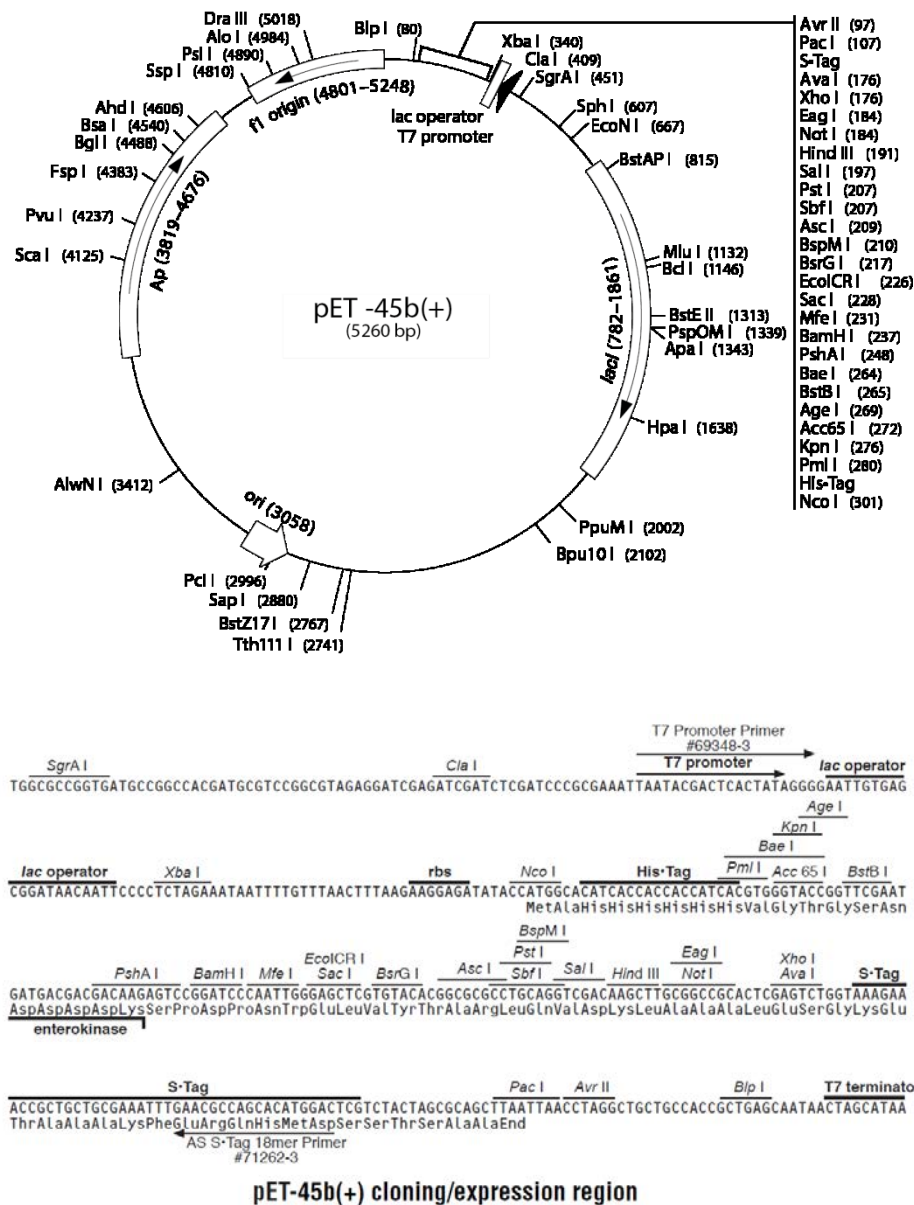 Dra III (5018)
Alo I (4984)
Psl I (4890)
Ssp I (4810)
Ahd I (4606)
Bsa I (4540)
Bgl I (4488)
Fsp I (4383)
Pvu I (4237)
Sca I (4125)
AlwN I (3412)
Pcl I (2996)
Sap I (2880)
BstZ17 I (2767)
Tth111 I (2741)
Blp I (80)
Xba I (340)
Cla I (409)
SgrA I (451)
Sph I (607)
EcoN I (667)
BstAP I (815)
Mlu I (1132)
Bcl I (1146)
BstE II (1313)
PspOM I (1339)
Apa I (1343)
Hpa I (1638)
PpuM I (2002)
Bpu10 I (2102)
lac operator
T7 promoter
f1 origin (4801–5248)
Ap (3819–4676)
lacI (782–1861)
ori (3058)
pET -45b(+)
(5260 bp)
Avr II (97)
Pac I (107)
S-Tag
Ava I (176)
Xho I (176)
Eag I (184)
Not I (184)
Hind III (191)
Sal I (197)
Pst I (207)
Sbf I (207)
Asc I (209)
BspM I (210)
BsrG I (217)
EcoICR I (226)
Sac I (228)
Mfe I (231)
BamH I (237)
PshA I (248)
Bae I (264)
BstB I (265)
Age I (269)
Acc65 I (272)
Kpn I (276)
Pml I (280)
His-Tag
Nco I (301)
T7 Promoter Primer
#69348-3
SgrA I Cla I T7 promoter lac operator
TGGCGCCGGTGATGCCGGCCACGATGCGTCCGGCGTAGAGGATCGAGATCGATCTCGATCCCGCGAAATTAATACGACTCACTATAGGGGAATTGTGAG
Age I
Kpn I
Bae I
lac operator Xba I rbs Nco I His•Tag Pml I Acc 65 I BstB I
CGGATAACAATTCCCCTCTAGAAATAATTTTGTTTAACTTTAAGAAGGAGATATACCATGGCACATCACCACCACCATCACGTGGGTACCGGTTCGAAT
MetAlaHisHisHisHisHisHisValGlyThrGlySerAsn
BspM I
EcoICR I Pst I Eag I Xho I
PshA I BamH I Mfe I Sac I BsrG I Asc I Sbf I Sal I Hind III Not I Ava I S•Tag
GATGACGACGACAAGAGTCCGGATCCCAATTGGGAGCTCGTGTACACGGCGCGCCTGCAGGTCGACAAGCTTGCGGCCGCACTCGAGTCTGGTAAAGAA
AspAspAspAspLysSerProAspProAsnTrpGluLeuValTyrThrAlaArgLeuGlnValAspLysLeuAlaAlaAlaLeuGluSerGlyLysGlu
enterokinase
S•Tag Pac I Avr II Blp I T7 terminato
ACCGCTGCTGCGAAATTTGAACGCCAGCACATGGACTCGTCTACTAGCGCAGCTTAATTAACCTAGGCTGCTGCCACCGCTGAGCAATAACTAGCATAA
ThrAlaAlaAlaLysPheGluArgGlnHisMetAspSerSerThrSerAlaAlaEnd
AS S•Tag 18mer Primer
#71262-3
pET-45b(+) cloning/expression region